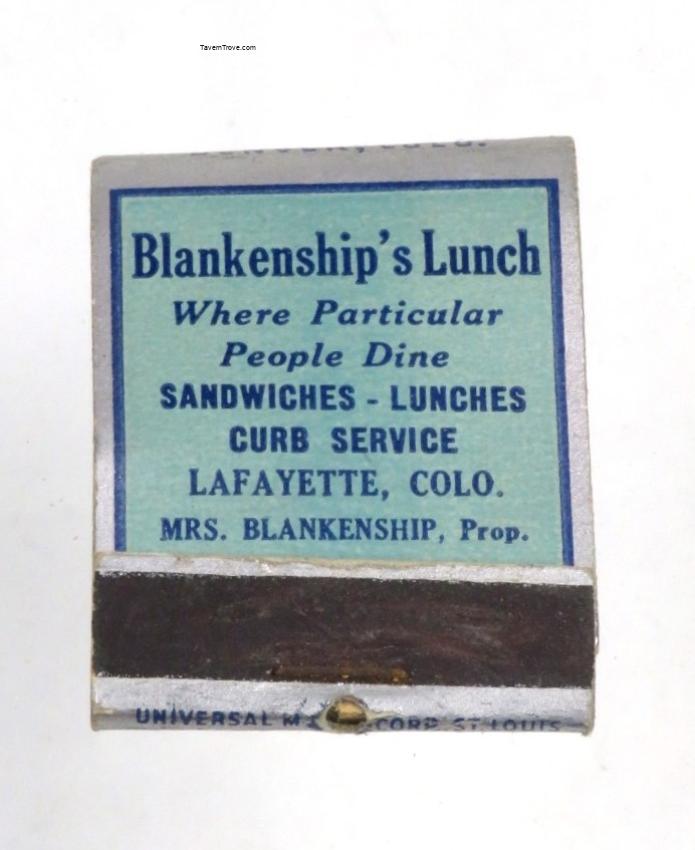 TavernTrove.com
Blankenship's Lunch
Where Particular
People Dine
SANDWICHES - LUNCHES
CURB SERVICE
LAFAYETTE, COLO.
MRS. BLANKENSHIP, Prop.
UNIVERSAL CORP. ST. LOUIS